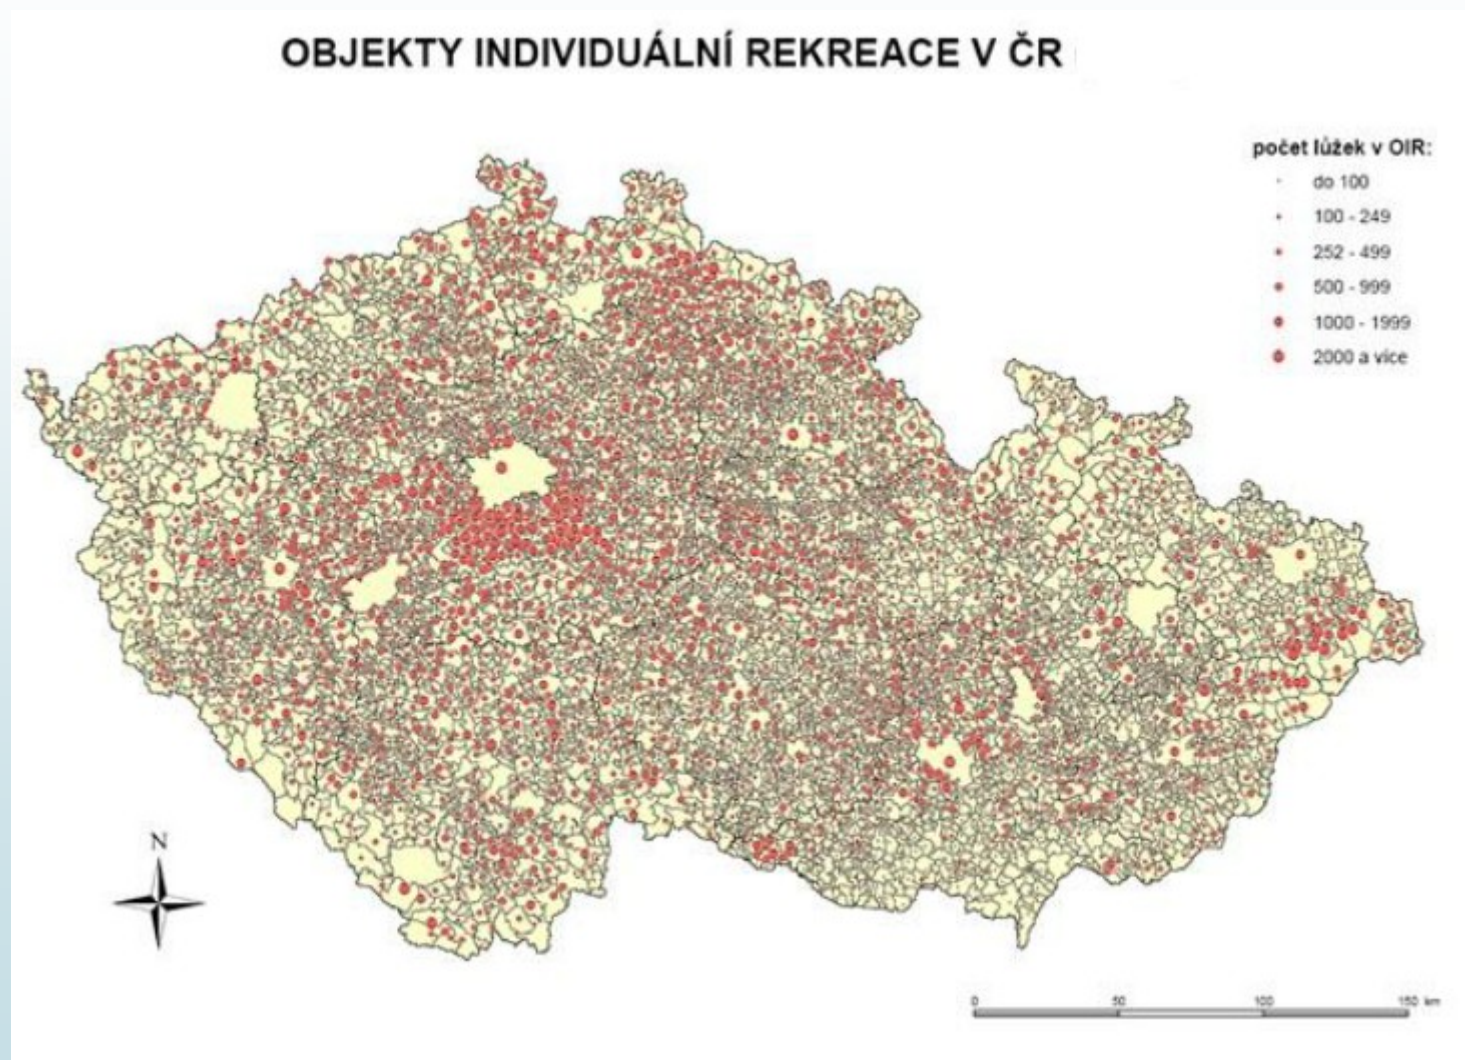 OBJEKTY INDIVIDUÁLNÍ REKREACE V ČR
počet lůžek v OIR:
do 100
100 - 249
252 - 499
500 - 999
1000 - 1999
2000 a více
N
0 50 100 150 km